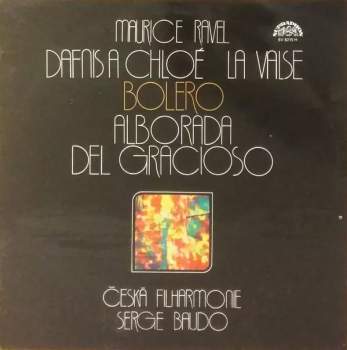 MAURICE RAVEL
DAFNIS A CHLOÉ LA VALSE
BOLERO
ALBORADA
DEL GRACIOSO
ČESKÁ FILHARMONIE
SERGE BAUDO